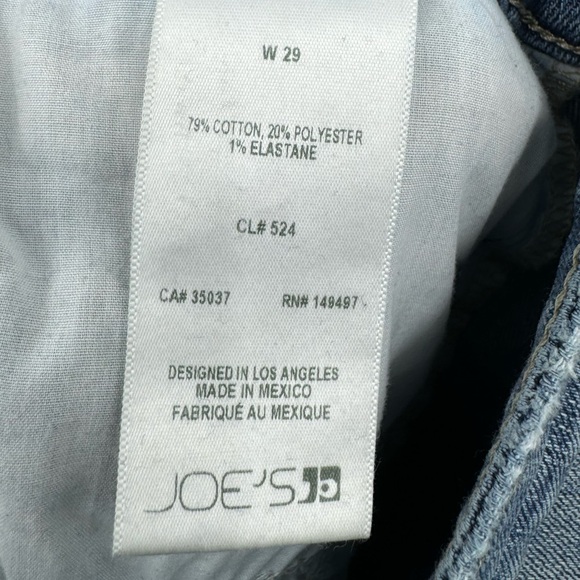 W 29
79% COTTON, 20% POLYESTER
1% ELASTANE
CL# 524
CA# 35037 RN# 149497
DESIGNED IN LOS ANGELES
MADE IN MEXICO
FABRIQUÉ AU MEXIQUE
JOE'S